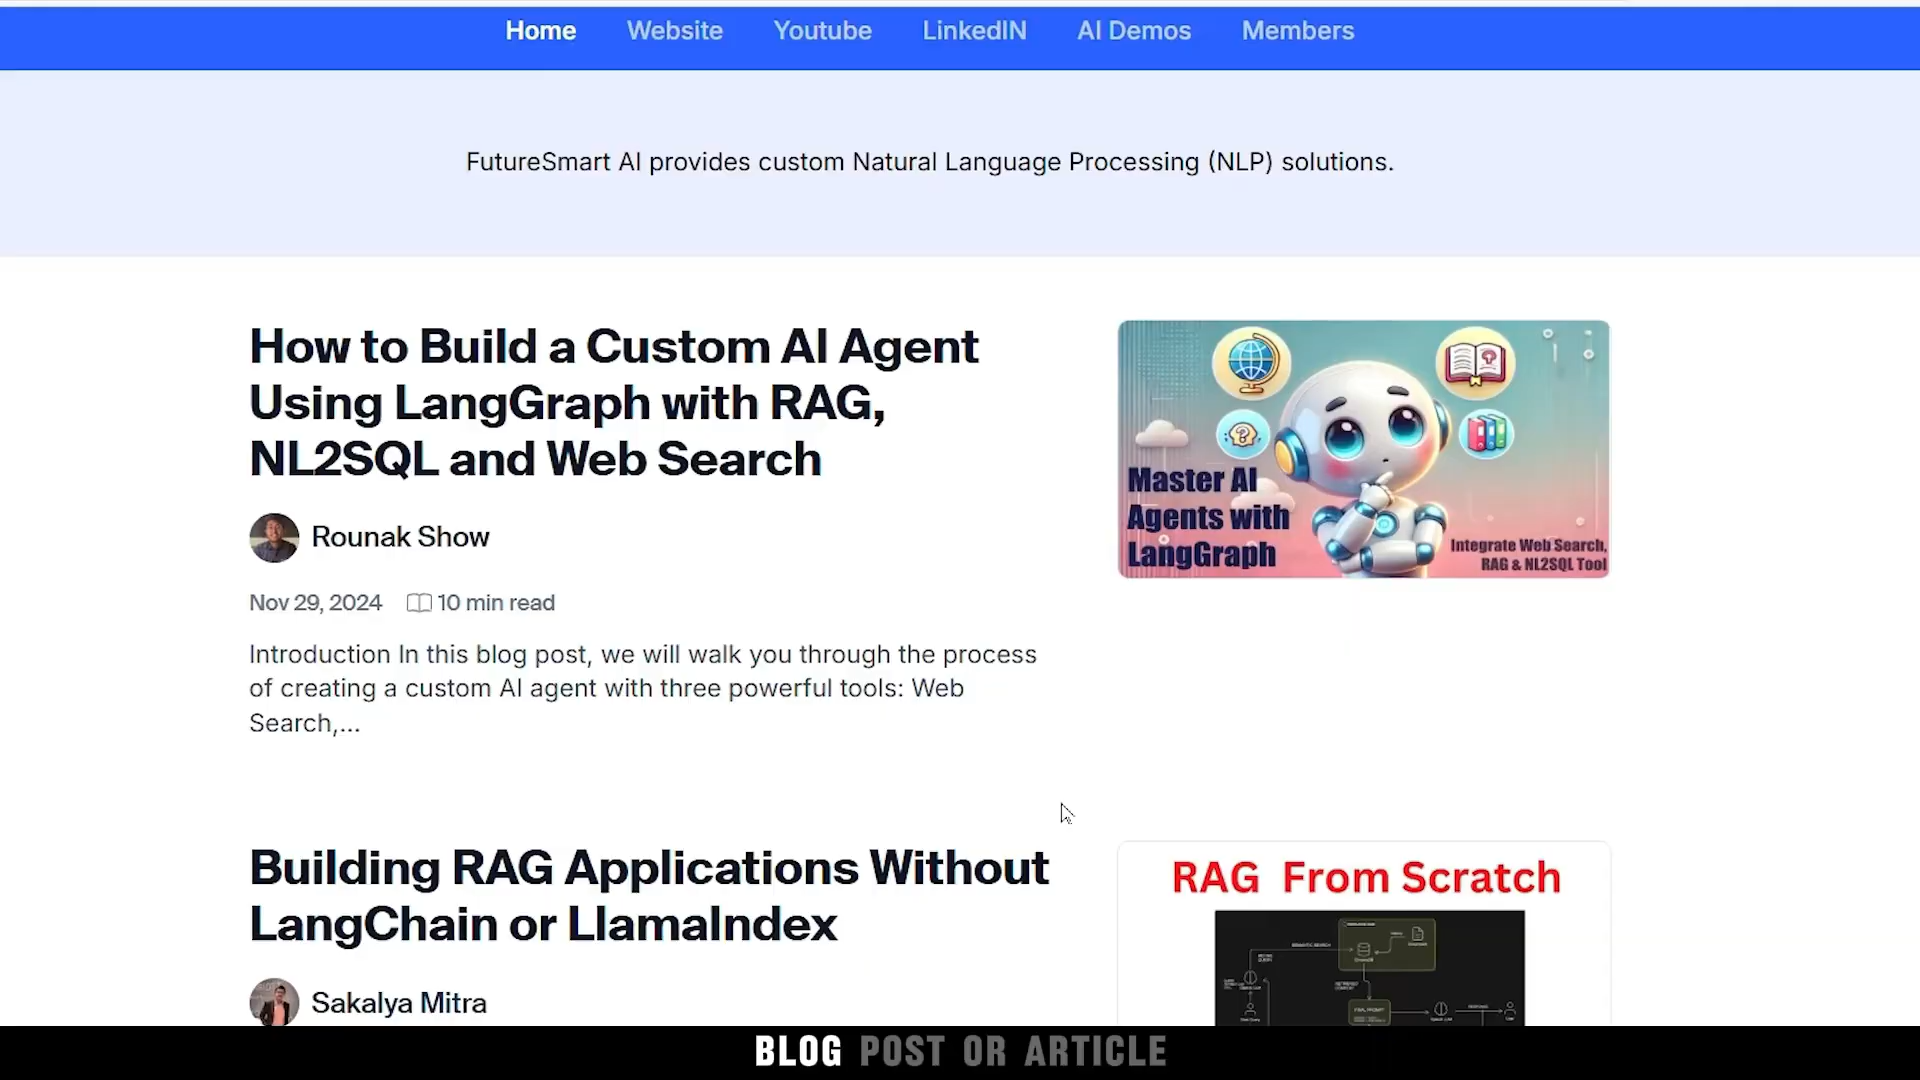 Home Website Youtube LinkedIN AI Demos Members
FutureSmart AI provides custom Natural Language Processing (NLP) solutions.
How to Build a Custom AI Agent
Using LangGraph with RAG,
NL2SQL and Web Search
Rounak Show
Nov 29, 2024 10 min read
Introduction In this blog post, we will walk you through the process
of creating a custom AI agent with three powerful tools: Web
Search,...
Master AI
Agents with
LangGraph
Integrate Web Search,
RAG & NL2SQL Tool
Building RAG Applications Without
LangChain or LlamaIndex
Sakalya Mitra
RAG From Scratch
BLOG POST OR ARTICLE